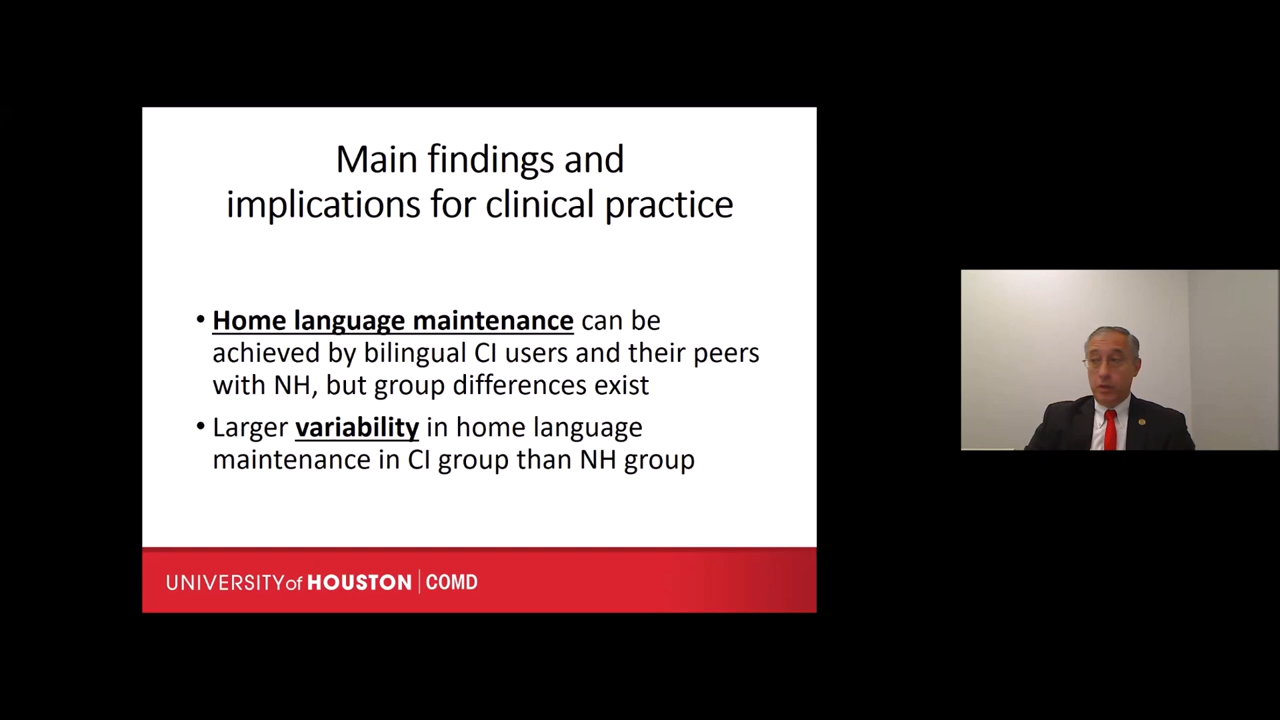 Main findings and
implications for clinical practice
• Home language maintenance can be
achieved by bilingual CI users and their peers
with NH, but group differences exist
• Larger variability in home language
maintenance in CI group than NH group
UNIVERSITY of HOUSTON | COMD